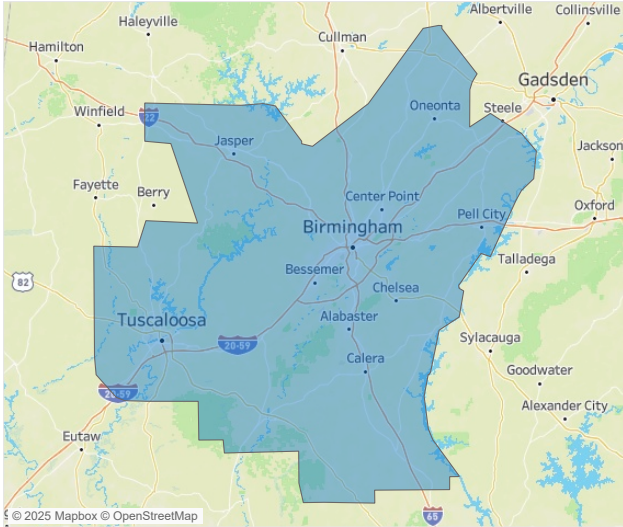 Albertville
Collinsville
Haleyville
Cullman
Hamilton
Gadsden
Oneonta
Steele
Winfield
22
Jasper
Jackson
Fayette
Berry
Center Point
Oxford
Pell City
Birmingham
Talladega
Bessemer
82
Chelsea
Tuscaloosa
Alabaster
20-59
Sylacauga
Calera
Goodwater
20-59
Alexander City
Eutaw
65
© 2025 Mapbox © OpenStreetMap